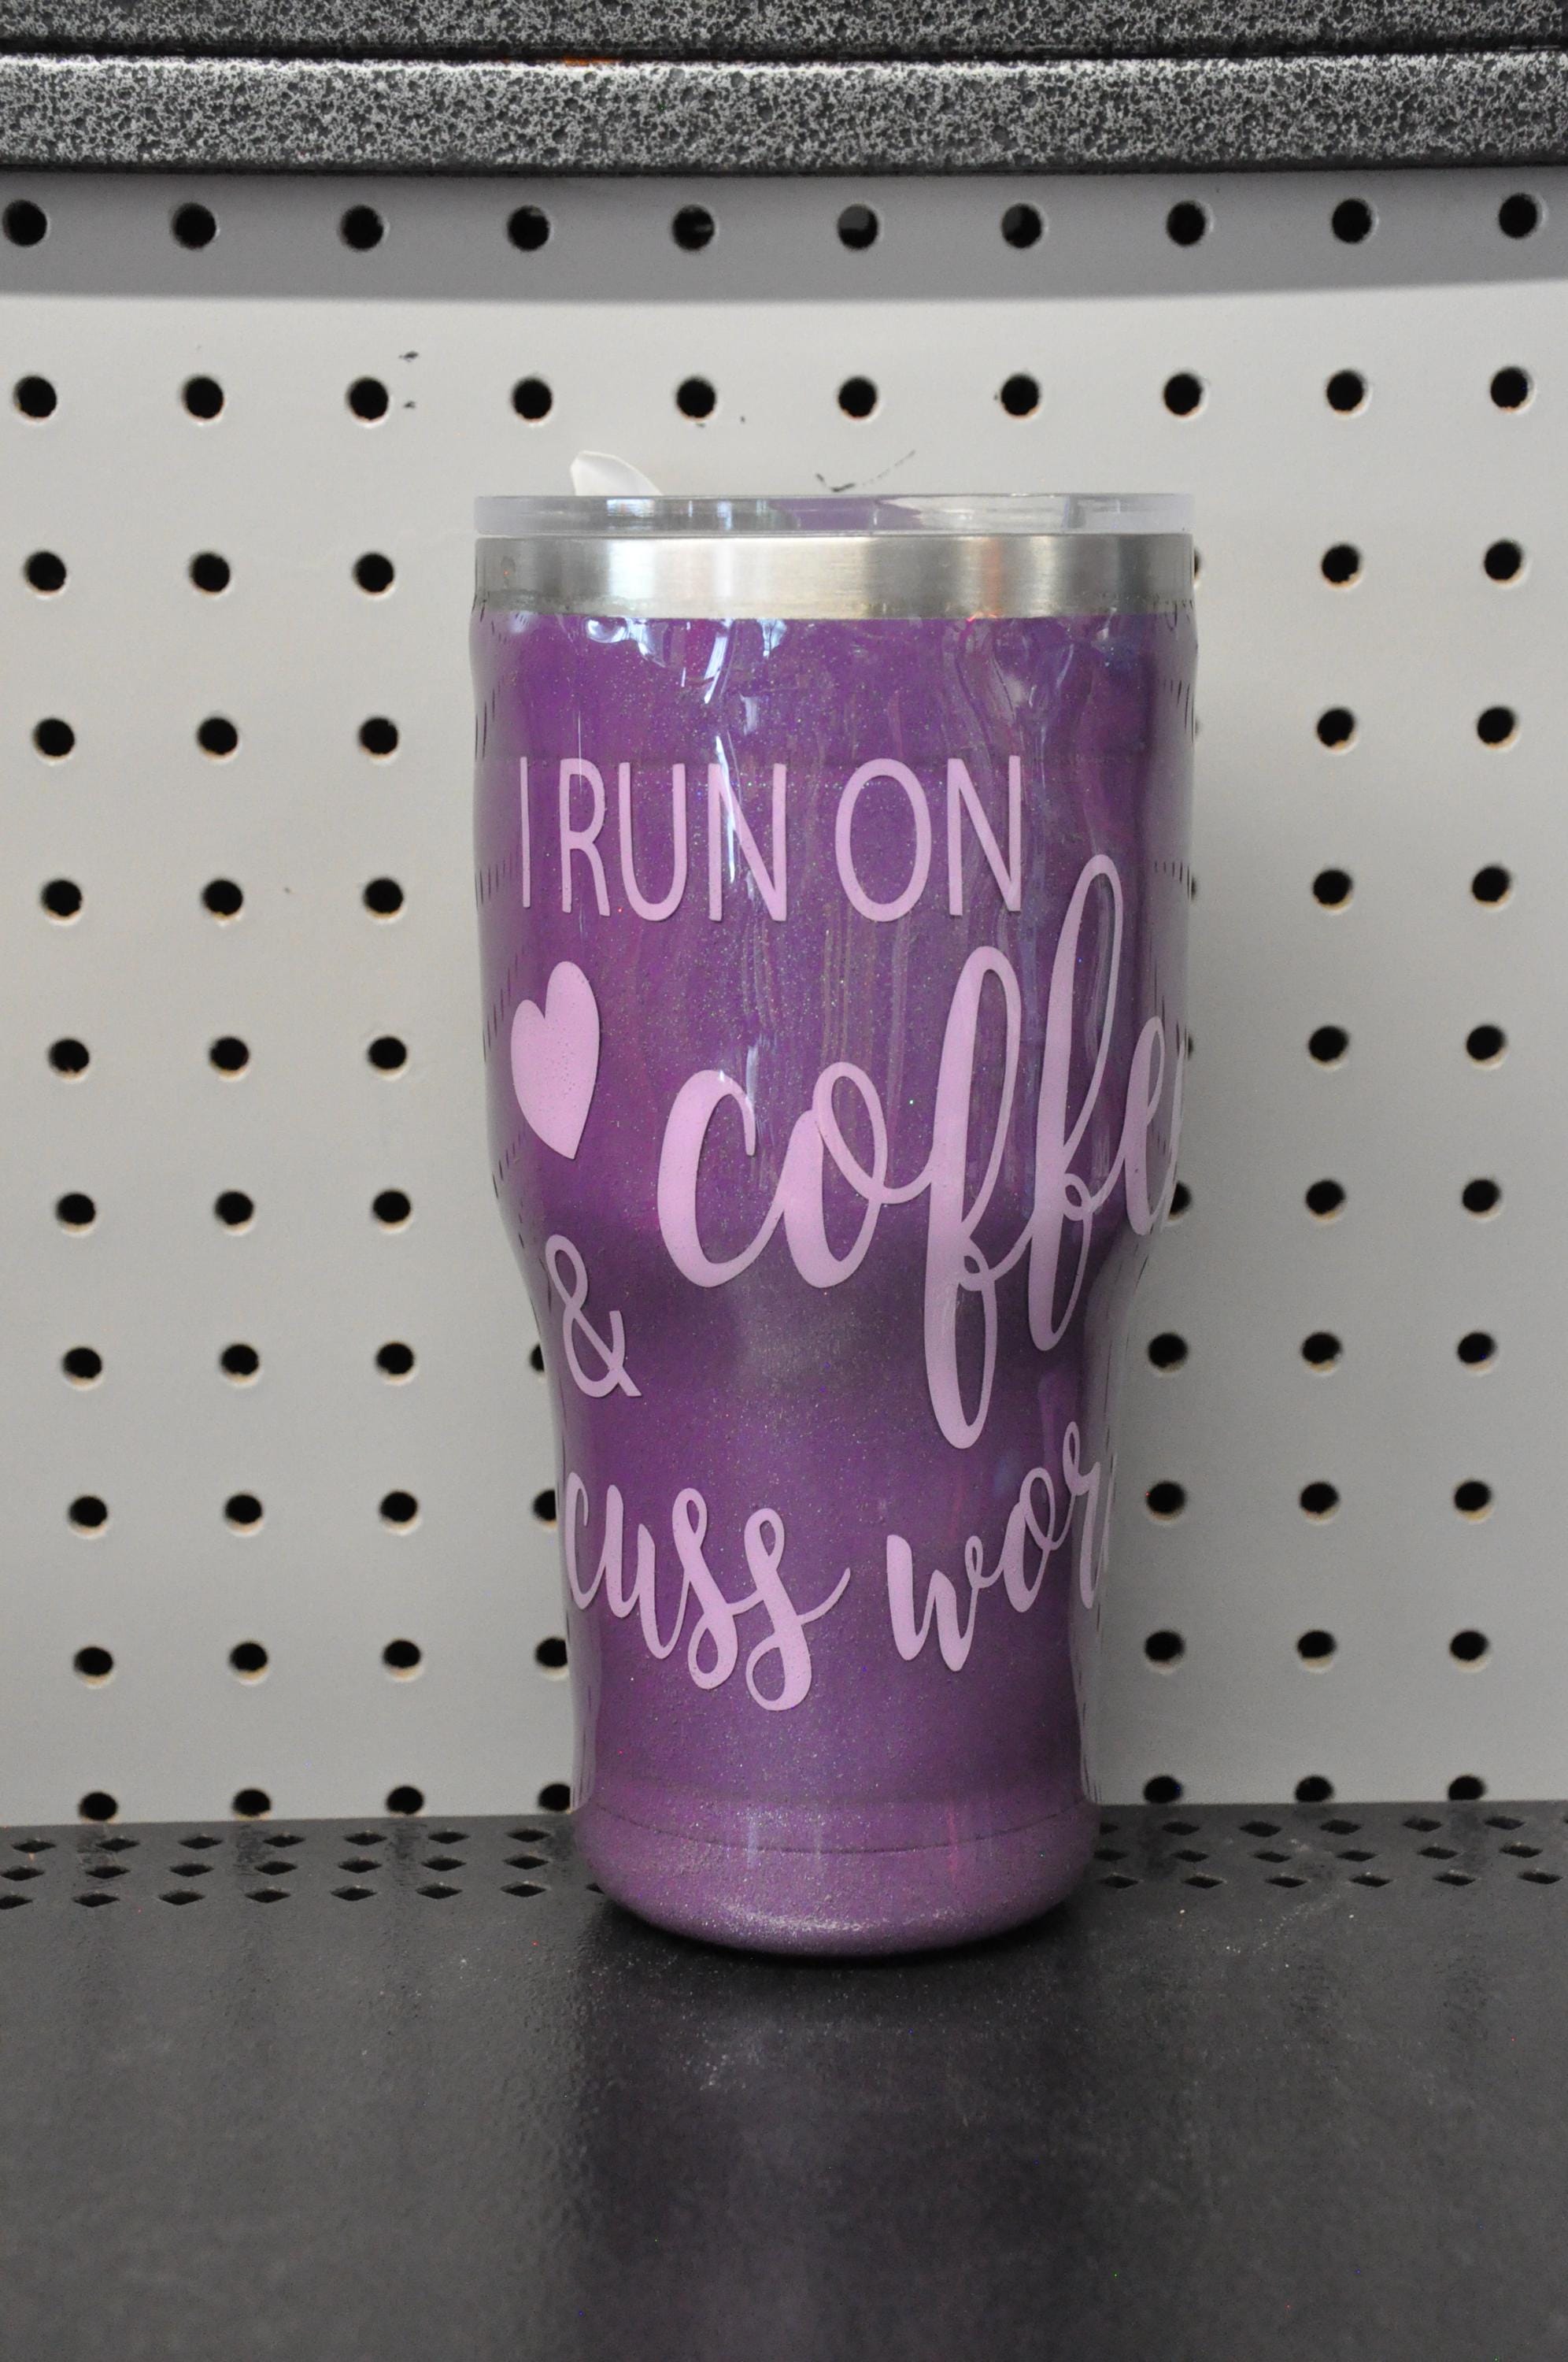 I RUN ON
coffe
&
cuss wor